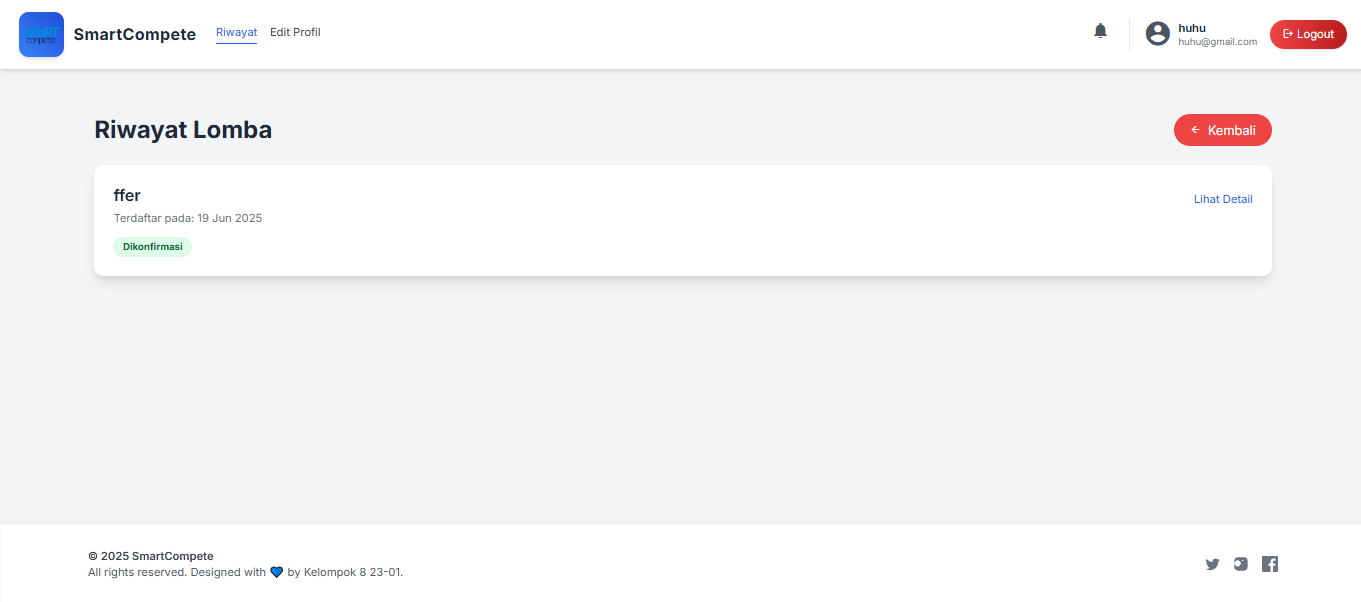 SmartCompete
Riwayat
Edit Profil
huhu
huhu@gmail.com
Logout
Riwayat Lomba
Kembali
ffer
Terdaftar pada: 19 Jun 2025
Lihat Detail
Dikonfirmasi
© 2025 SmartCompete
All rights reserved. Designed with 💙 by Kelompok 8 23-01.